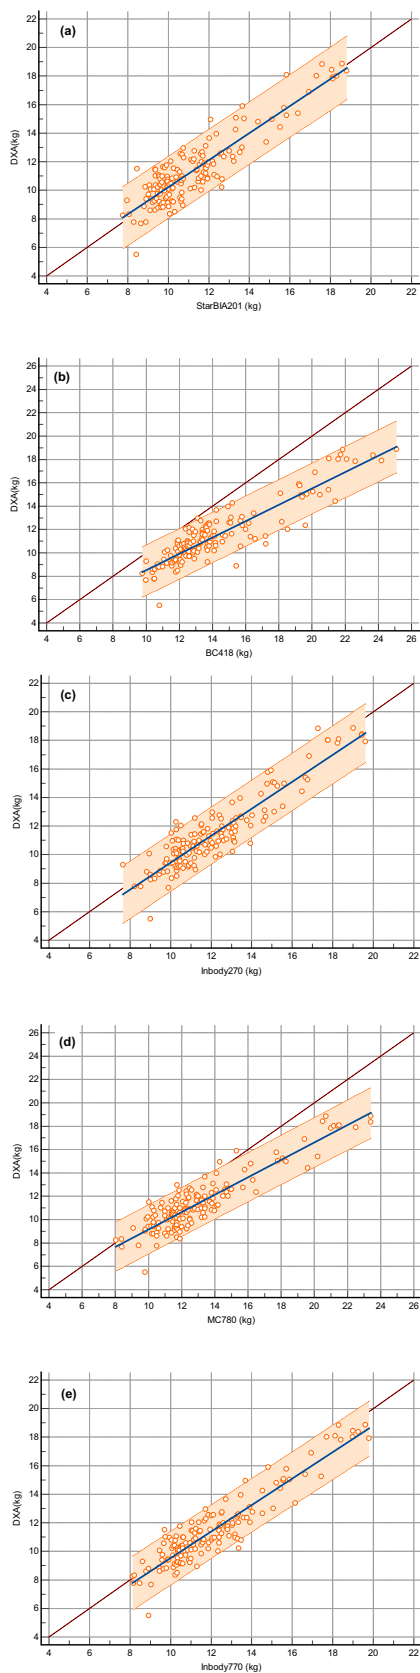 22
(a)
20
18
16
14
12
10
8
6
4
DXA(kg)
4 6 8 10 12 14 16 18 20 22
StarBIA201 (kg)
26
(b)
24
22
20
18
16
14
12
10
8
6
4
DXA(kg)
4 6 8 10 12 14 16 18 20 22 24 26
BC418 (kg)
22
(c)
20
18
16
14
12
10
8
6
4
DXA(kg)
4 6 8 10 12 14 16 18 20 22
Inbody270 (kg)
26
(d)
24
22
20
18
16
14
12
10
8
6
4
DXA(kg)
4 6 8 10 12 14 16 18 20 22 24 26
MC780 (kg)
22
(e)
20
18
16
14
12
10
8
6
4
DXA(kg)
4 6 8 10 12 14 16 18 20 22
Inbody770 (kg)